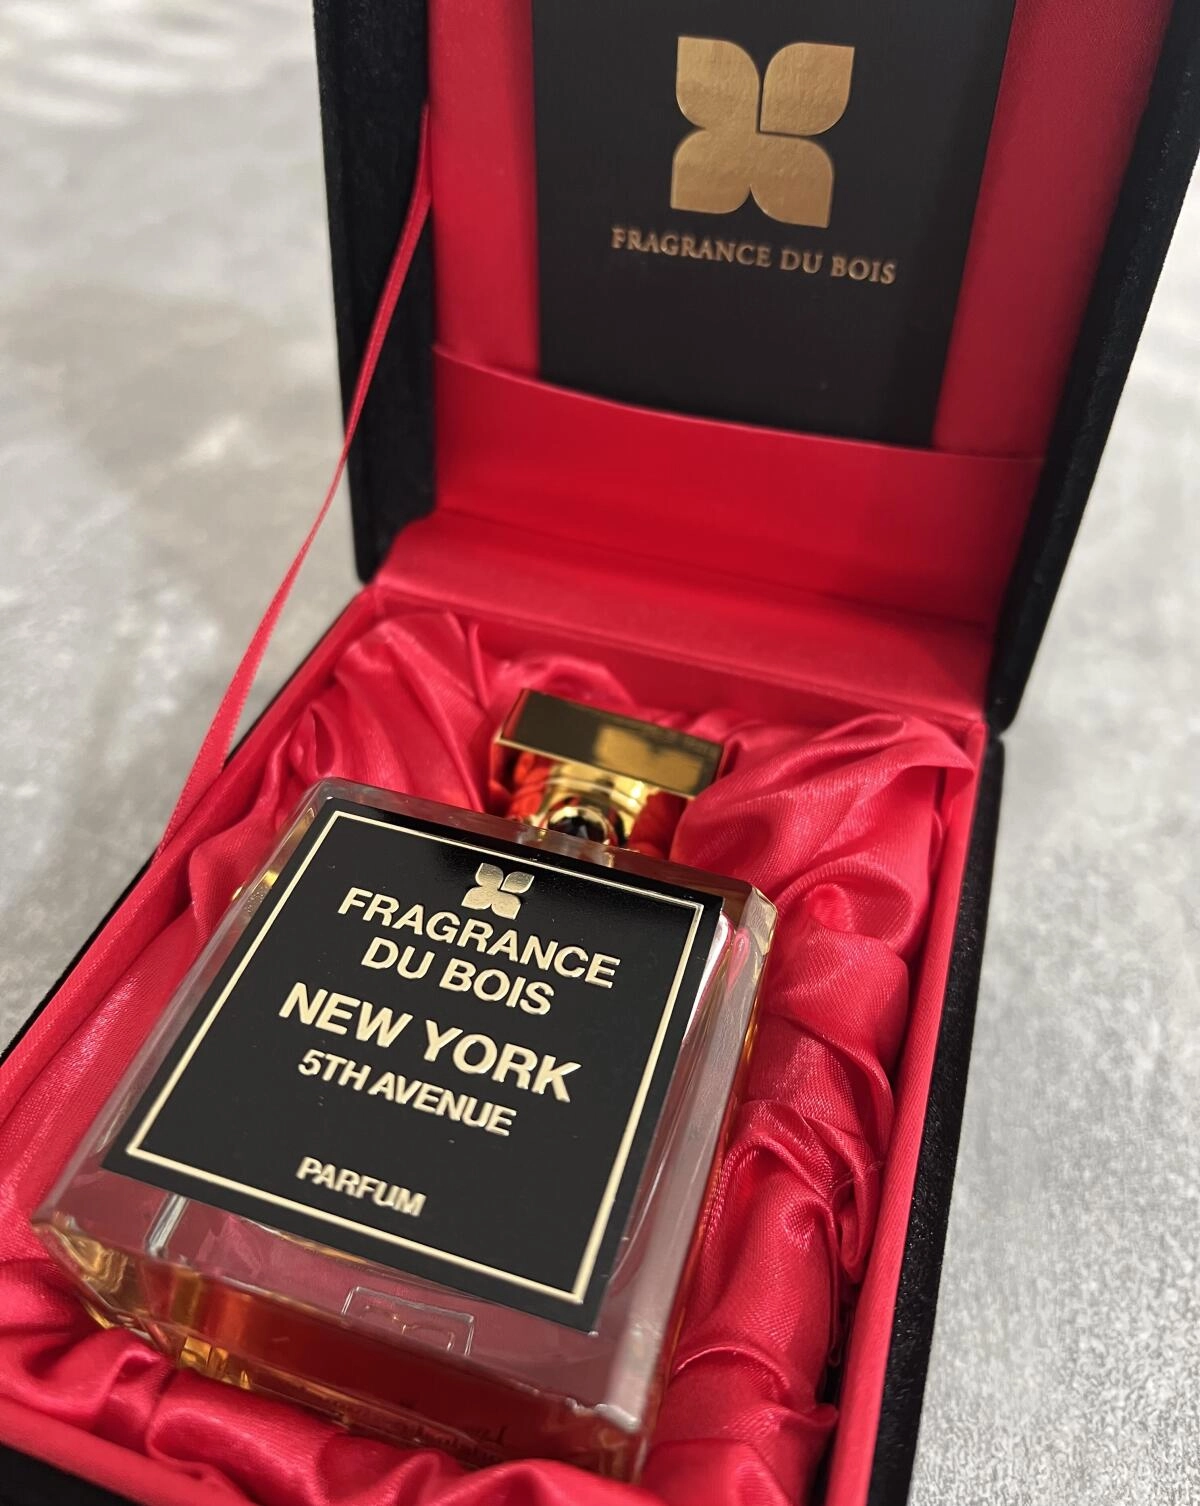 FRAGRANCE DU BOIS
FRAGRANCE
DU BOIS
NEW YORK
5TH AVENUE
PARFUM